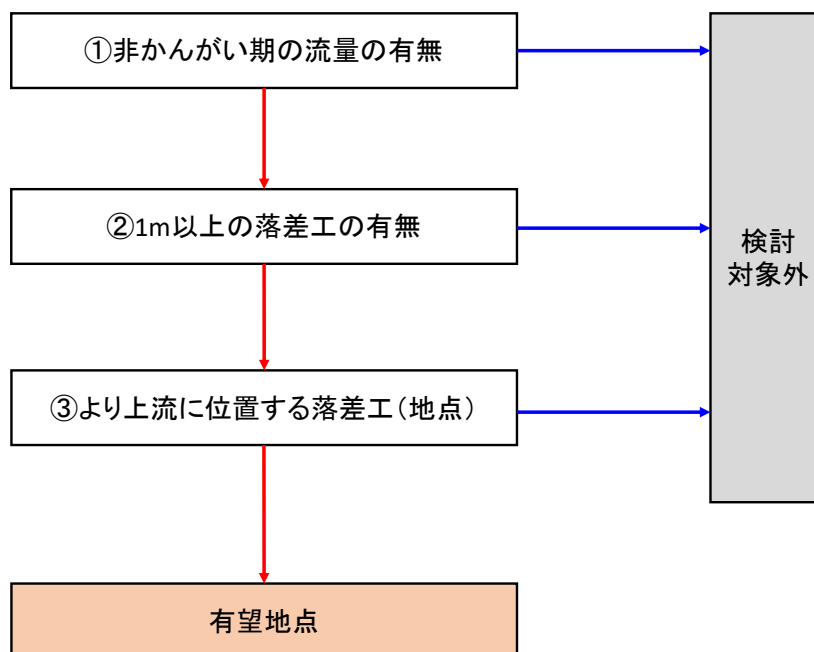 ①非かんがい期の流量の有無
②1m以上の落差工の有無
検討
対象外
③より上流に位置する落差工（地点）
有望地点